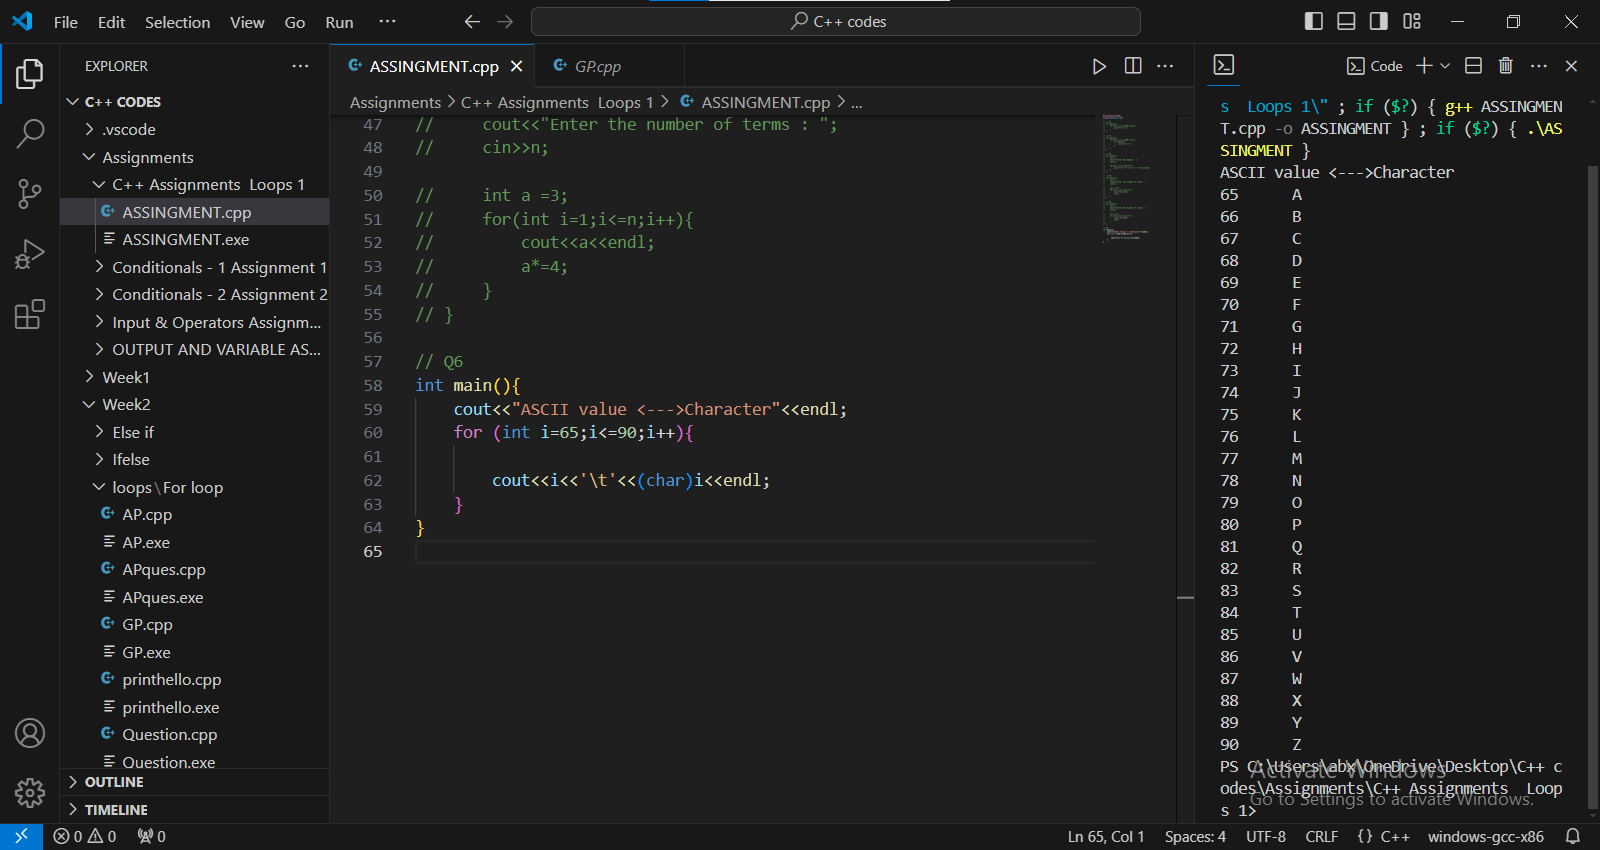 File Edit Selection View Go Run ··· C++ codes
EXPLORER ···
C++ CODES
.vscode
Assignments
C++ Assignments  Loops 1
ASSINGMENT.cpp
ASSINGMENT.exe
Conditionals - 1 Assignment 1
Conditionals - 2 Assignment 2
Input & Operators Assignm...
OUTPUT AND VARIABLE AS...
Week1
Week2
Else if
Ifelse
loops\For loop
AP.cpp
AP.exe
APques.cpp
APques.exe
GP.cpp
GP.exe
printhello.cpp
printhello.exe
Question.cpp
Question.exe
OUTLINE
TIMELINE
ASSINGMENT.cpp GP.cpp
Assignments > C++ Assignments  Loops 1 > ASSINGMENT.cpp > ...
47 //     cout<<"Enter the number of terms : ";
48 //     cin>>n;
49
50 //     int a =3;
51 //     for(int i=1;i<=n;i++){
52 //         cout<<a<<endl;
53 //         a*=4;
54 //     }
55 // }
56
57 // Q6
58 int main(){
59     cout<<"ASCII value <--->Character"<<endl;
60     for (int i=65;i<=90;i++){
61
62         cout<<i<<'\t'<<(char)i<<endl;
63     }
64 }
65
Code
s  Loops 1\" ; if ($?) { g++ ASSINGMEN
T.cpp -o ASSINGMENT } ; if ($?) { .\AS
SINGMENT }
ASCII value <--->Character
65 A
66 B
67 C
68 D
69 E
70 F
71 G
72 H
73 I
74 J
75 K
76 L
77 M
78 N
79 O
80 P
81 Q
82 R
83 S
84 T
85 U
86 V
87 W
88 X
89 Y
90 Z
PS C:\Users\abx\OneDrive\Desktop\C++ c
odes\Assignments\C++ Assignments  Loop
s 1>
Activate Windows
Go to Settings to activate Windows.
0 0 0 Ln 65, Col 1 Spaces: 4 UTF-8 CRLF {} C++ windows-gcc-x86